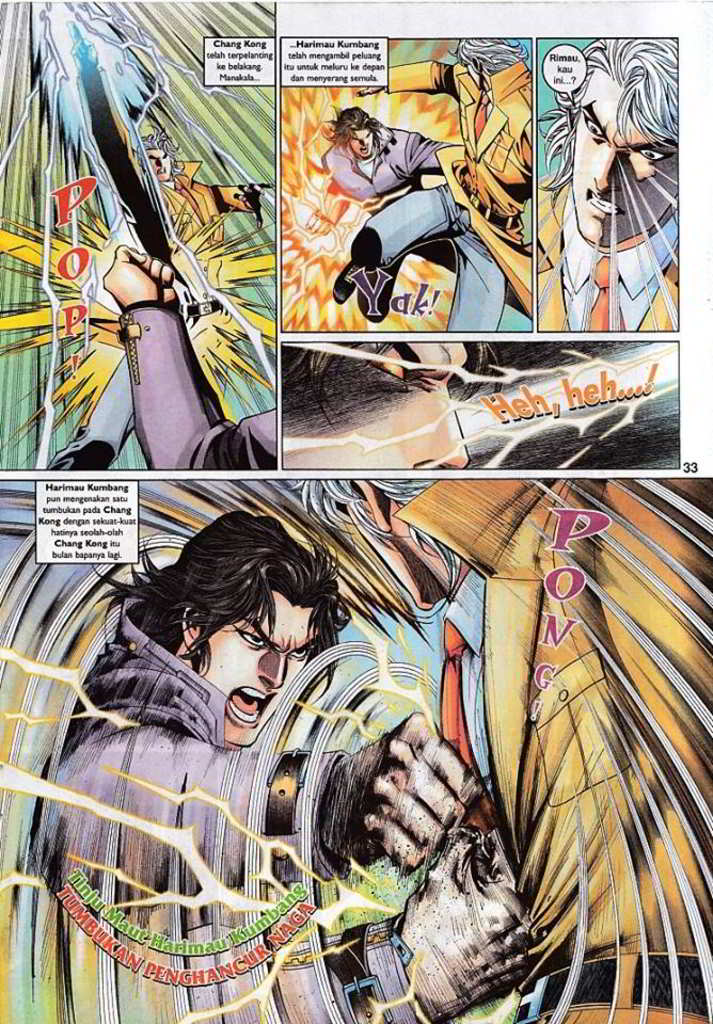 Chang Kong
telah terpelanting
ke belakang.
Manakala...
...Harimau Kumbang
telah mengambil peluang
ini untuk meluru ke depan
dan menyerang semula.
Rimau,
kau
ini...?
POP!
Yak!
Heh, heh....!
33
Harimau Kumbang
pun mengenakan satu
tumbukan pada Chang
Kong dengan sekuat-kuat
hatinya seolah-olah
Chang Kong itu
bulan bapanya lagi.
PONG!
Tinju Maut Harimau Kumbang
TUMBUKAN PENGHANCUR NAGA